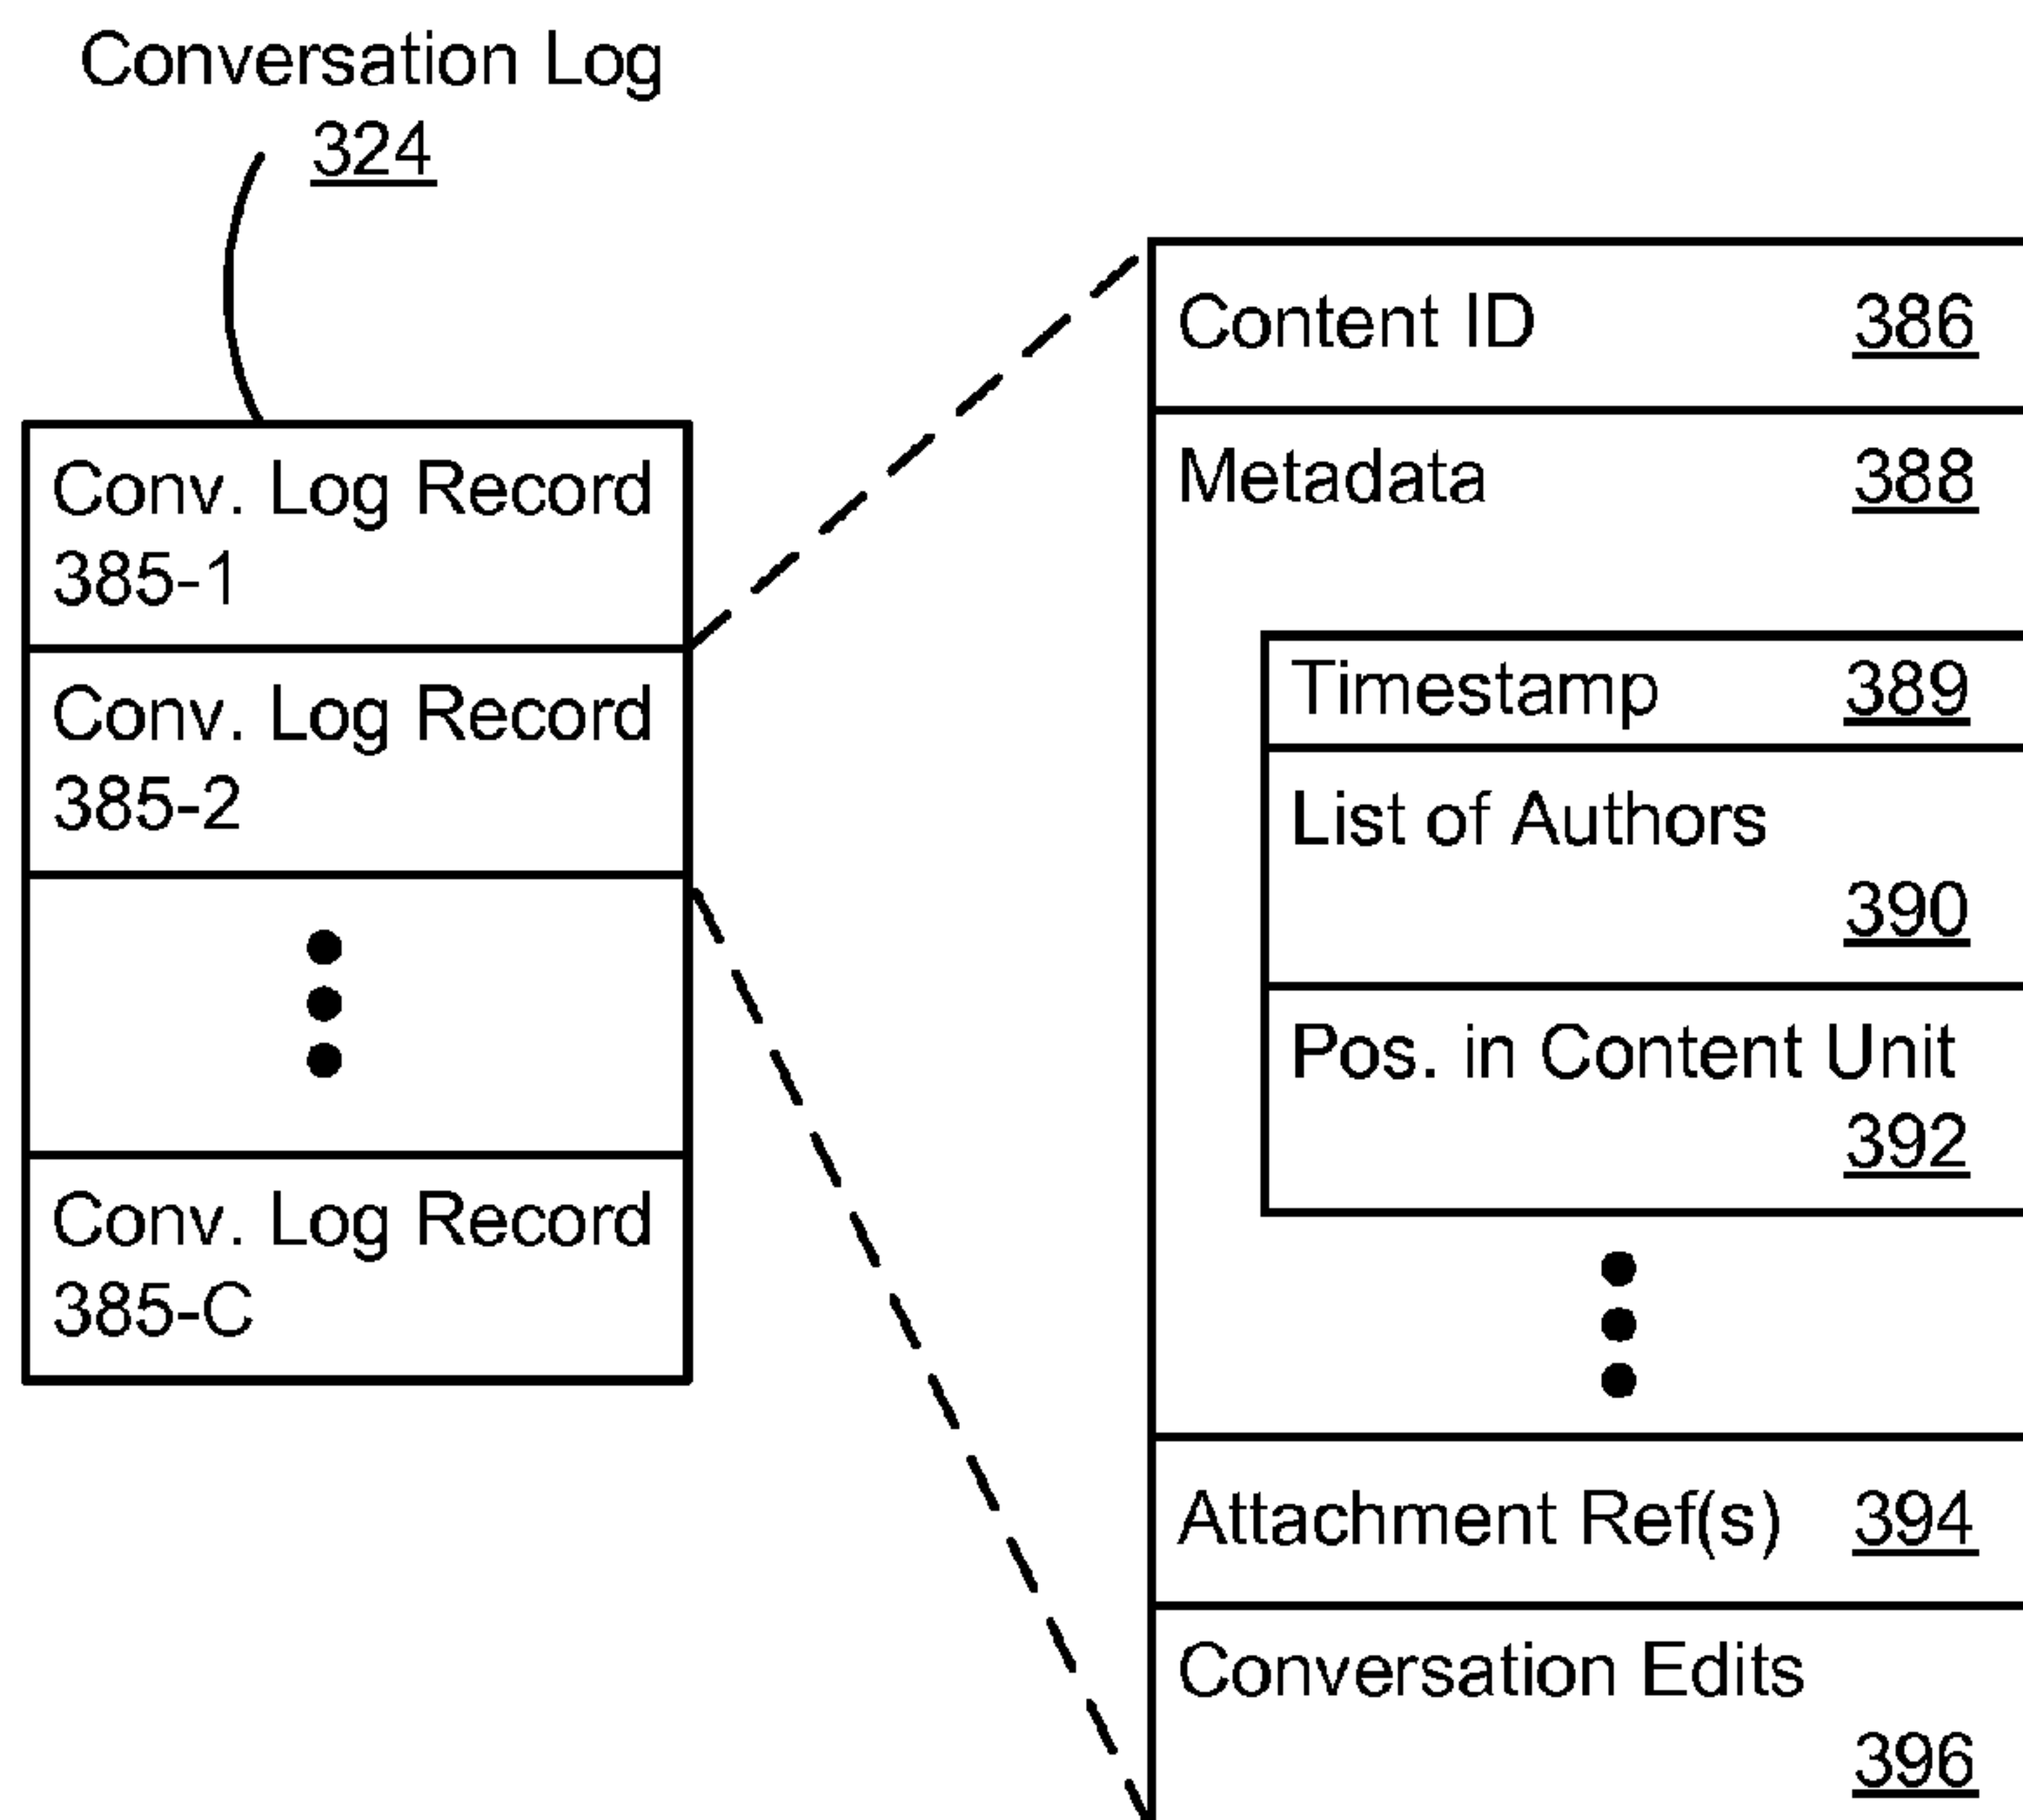 Conversation Log
324
Conv. Log Record
385-1
Conv. Log Record
385-2
Conv. Log Record
385-C
Content ID 386
Metadata 388
Timestamp 389
List of Authors
390
Pos. in Content Unit
392
Attachment Ref(s) 394
Conversation Edits
396